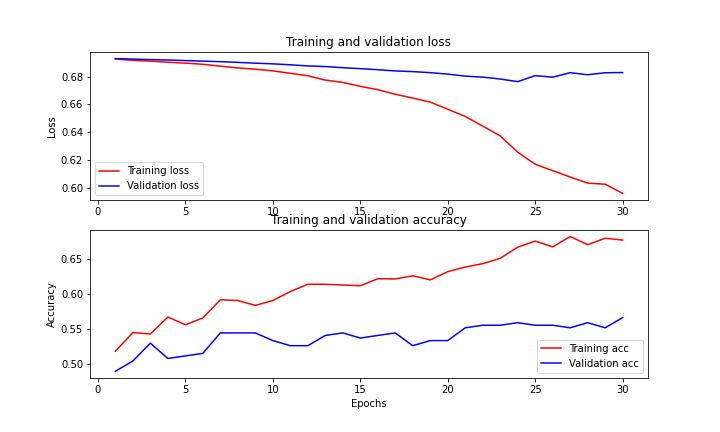 Training and validation loss
Loss
0.68
0.66
0.64
0.62
0.60
Training loss
Validation loss
0 5 10 15 20 25 30
Training and validation accuracy
Accuracy
0.65
0.60
0.55
0.50
Training acc
Validation acc
0 5 10 15 20 25 30
Epochs